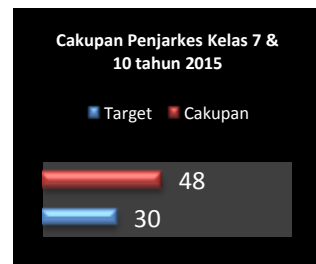 Cakupan Penjarkes Kelas 7 &
10 tahun 2015
Target Cakupan
48
30